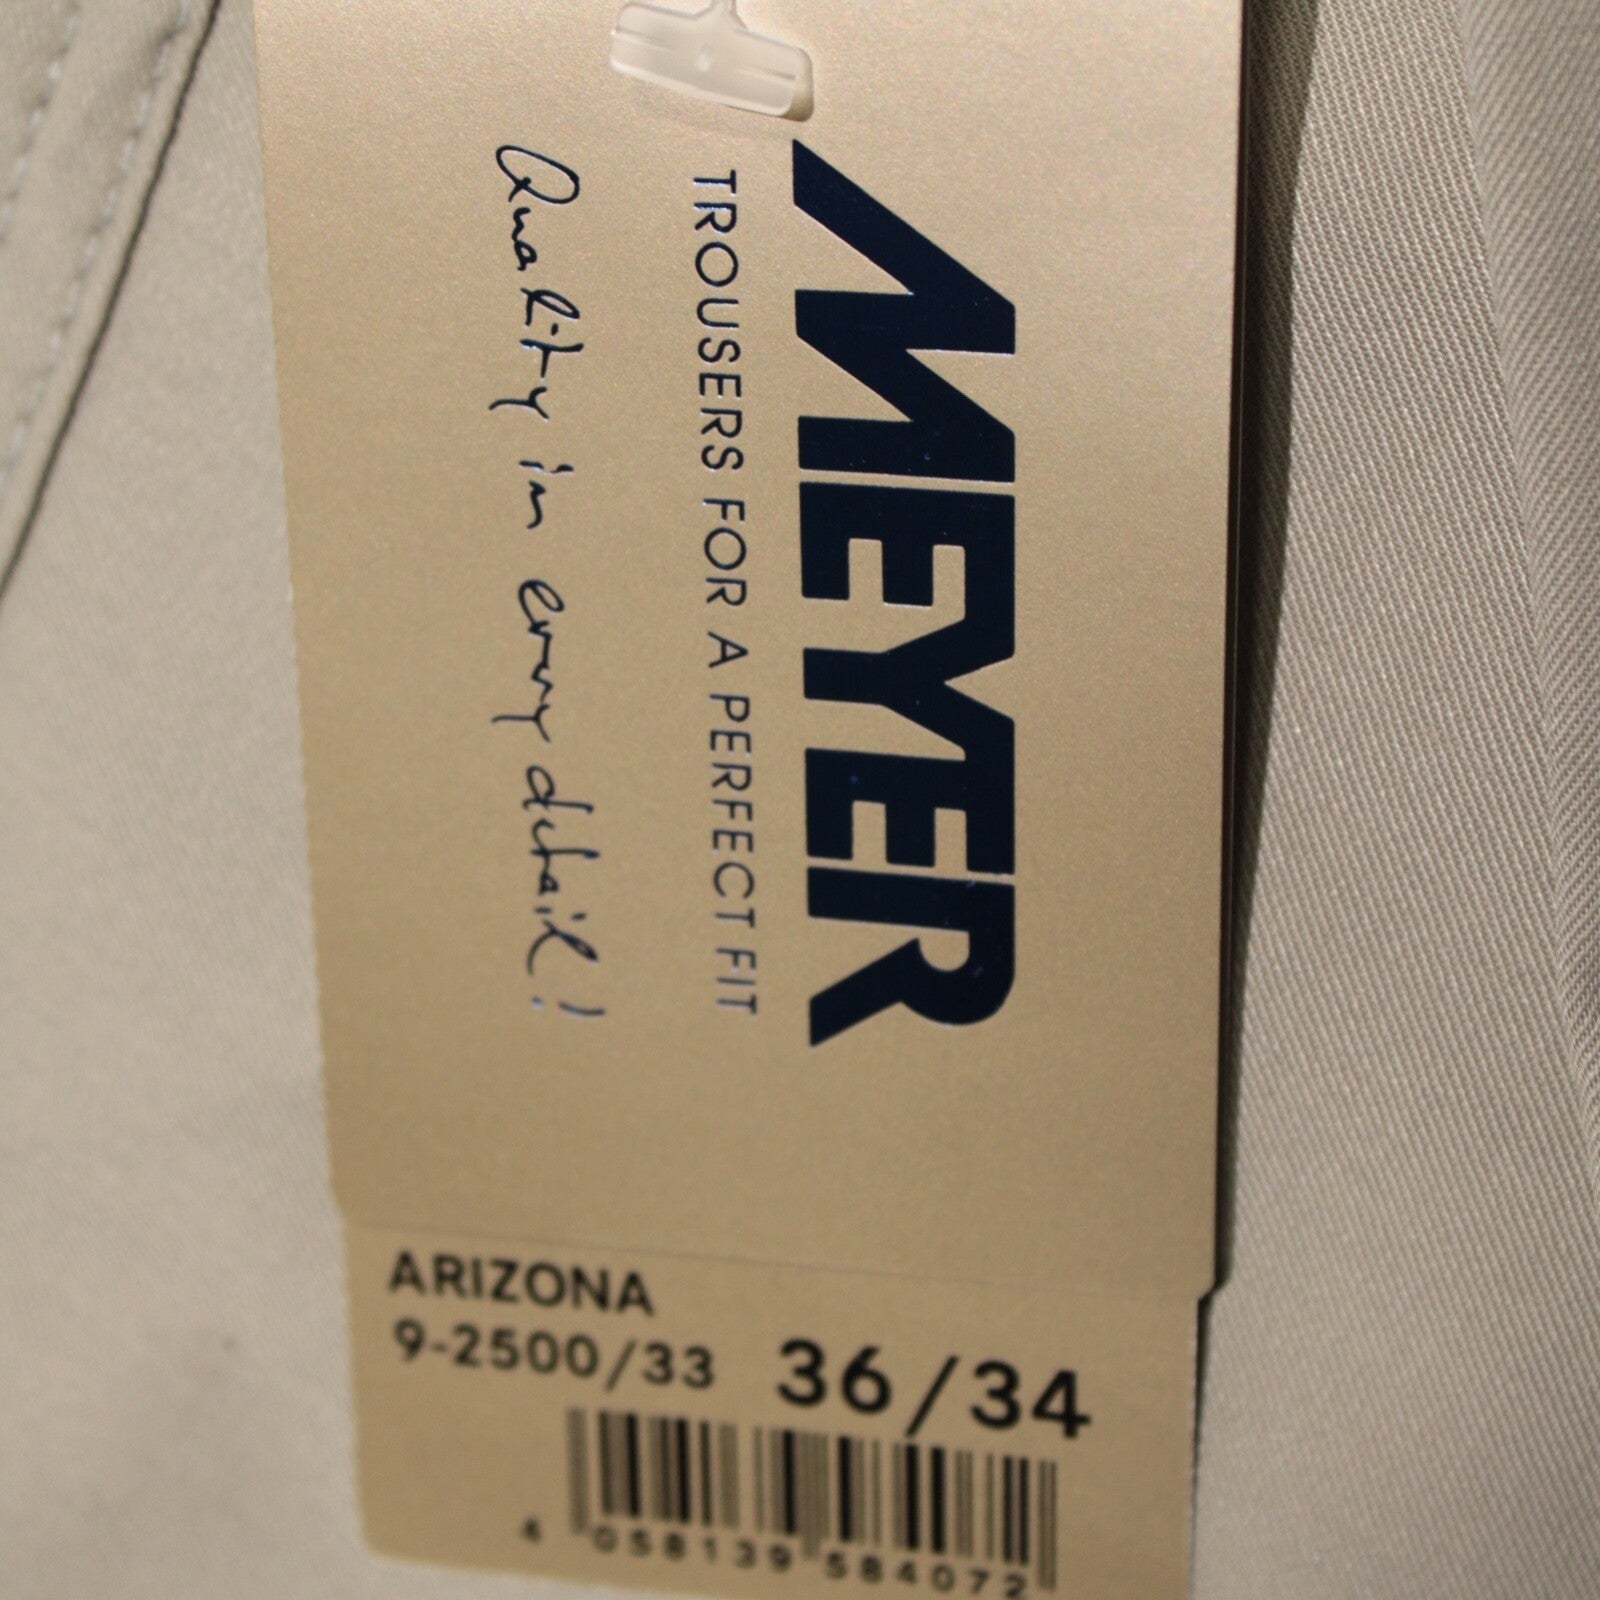 MEYER
TROUSERS FOR A PERFECT FIT
Quality in every detail!
ARIZONA
9-2500/33 36/34
4 058139 584072